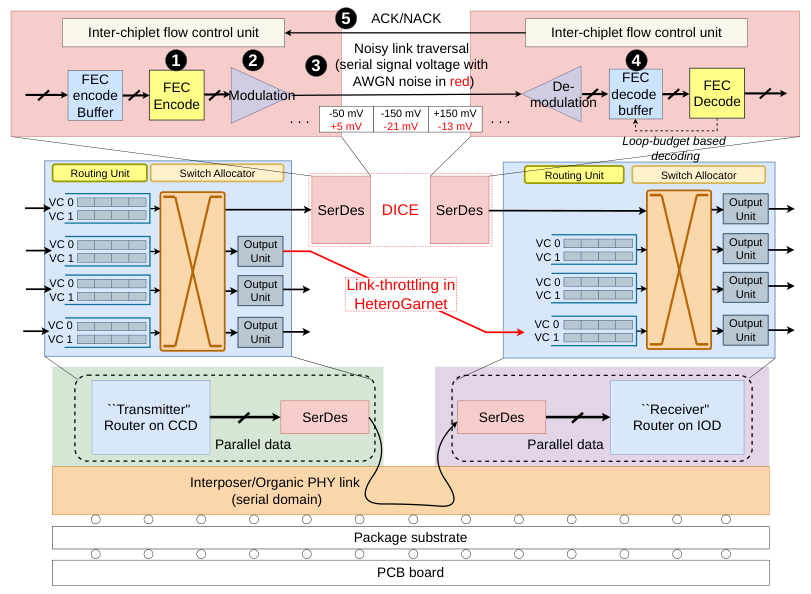 5
ACK/NACK
Inter-chiplet flow control unit
Inter-chiplet flow control unit
1
2
3
4
Noisy link traversal
(serial signal voltage with
AWGN noise in red)
FEC
encode
Buffer
FEC
Encode
Modulation
De-
modulation
FEC
decode
buffer
FEC
Decode
. . .
-50 mV
+5 mV
-150 mV
-21 mV
+150 mV
-13 mV
. . .
Loop-budget based
decoding
Routing Unit
Switch Allocator
VC 0
VC 1
VC 0
VC 1
VC 0
VC 1
VC 0
VC 1
Output
Unit
Output
Unit
Output
Unit
SerDes
DICE
SerDes
Link-throttling in
HeteroGarnet
Routing Unit
Switch Allocator
VC 0
VC 1
VC 0
VC 1
VC 0
VC 1
Output
Unit
Output
Unit
Output
Unit
Output
Unit
``Transmitter"
Router on CCD
SerDes
Parallel data
SerDes
``Receiver"
Router on IOD
Parallel data
Interposer/Organic PHY link
(serial domain)
Package substrate
PCB board